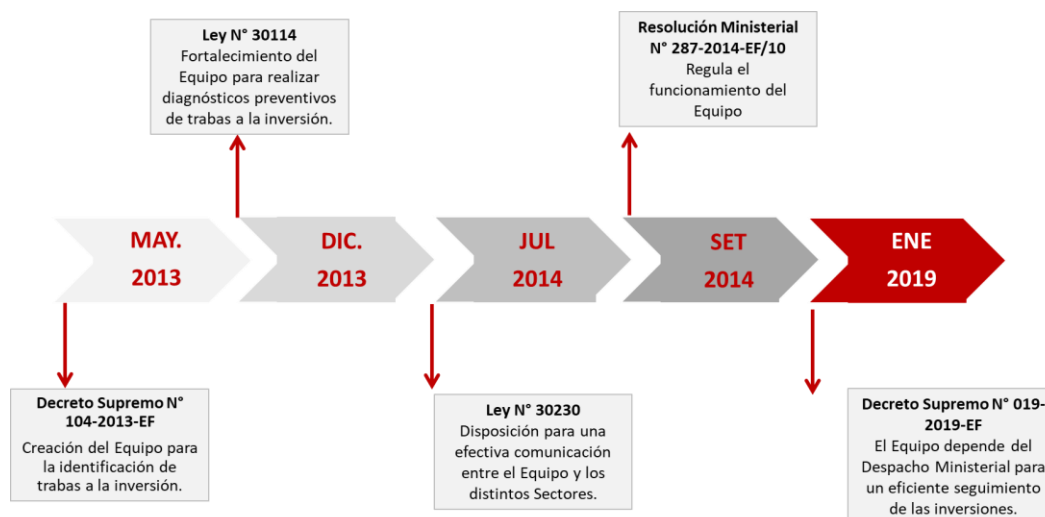 Ley N° 30114
Fortalecimiento del
Equipo para realizar
diagnósticos preventivos
de trabas a la inversión.
Resolución Ministerial
N° 287-2014-EF/10
Regula el
funcionamiento del
Equipo
MAY.
2013
DIC.
2013
JUL
2014
SET
2014
ENE
2019
Decreto Supremo N°
104-2013-EF
Creación del Equipo para
la identificación de
trabas a la inversión.
Ley N° 30230
Disposición para una
efectiva comunicación
entre el Equipo y los
distintos Sectores.
Decreto Supremo N° 019-
2019-EF
El Equipo depende del
Despacho Ministerial para
un eficiente seguimiento
de las inversiones.